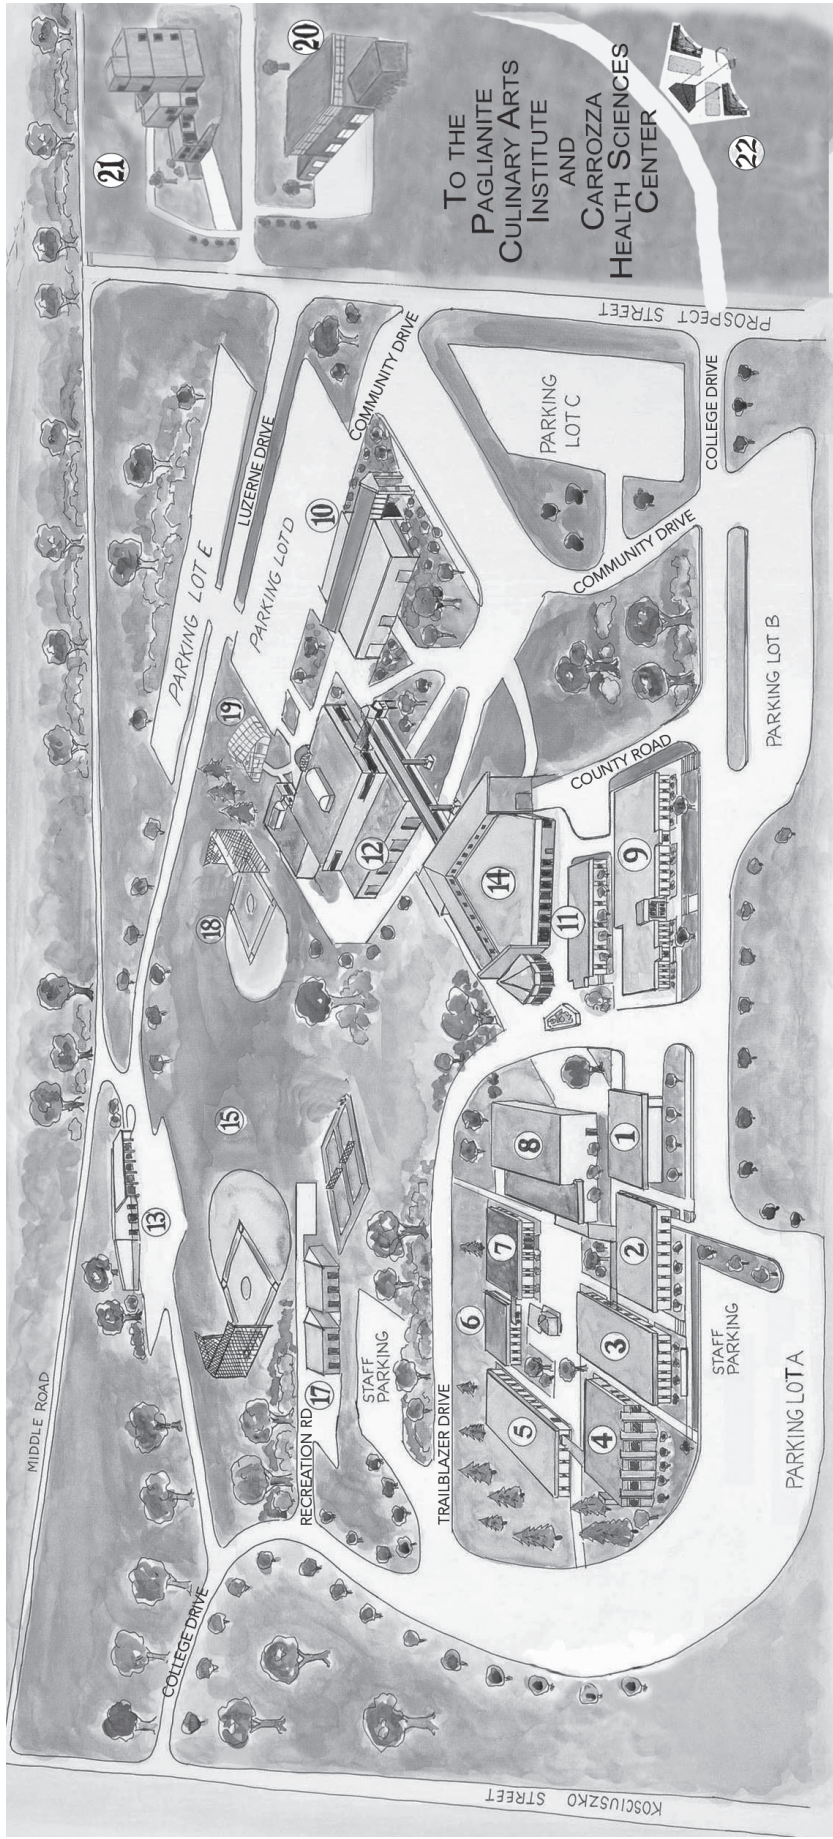 21
20
TO THE
PAGLIANITE
CULINARY ARTS
INSTITUTE
AND
CARROZZA
HEALTH SCIENCES
CENTER
22
PROSPECT STREET
COMMUNITY DRIVE
LUZERNE DRIVE
PARKING
LOT C
COLLEGE DRIVE
PARKING LOT E
PARKING LOT D
10
COMMUNITY DRIVE
PARKING LOT B
19
COUNTY ROAD
12
14
11
9
18
15
13
8
1
7
2
6
3
5
4
17
STAFF
PARKING
STAFF
PARKING
MIDDLE ROAD
RECREATION RD
TRAILBLAZER DRIVE
PARKING LOT A
COLLEGE DRIVE
KOSCIUSZKO STREET